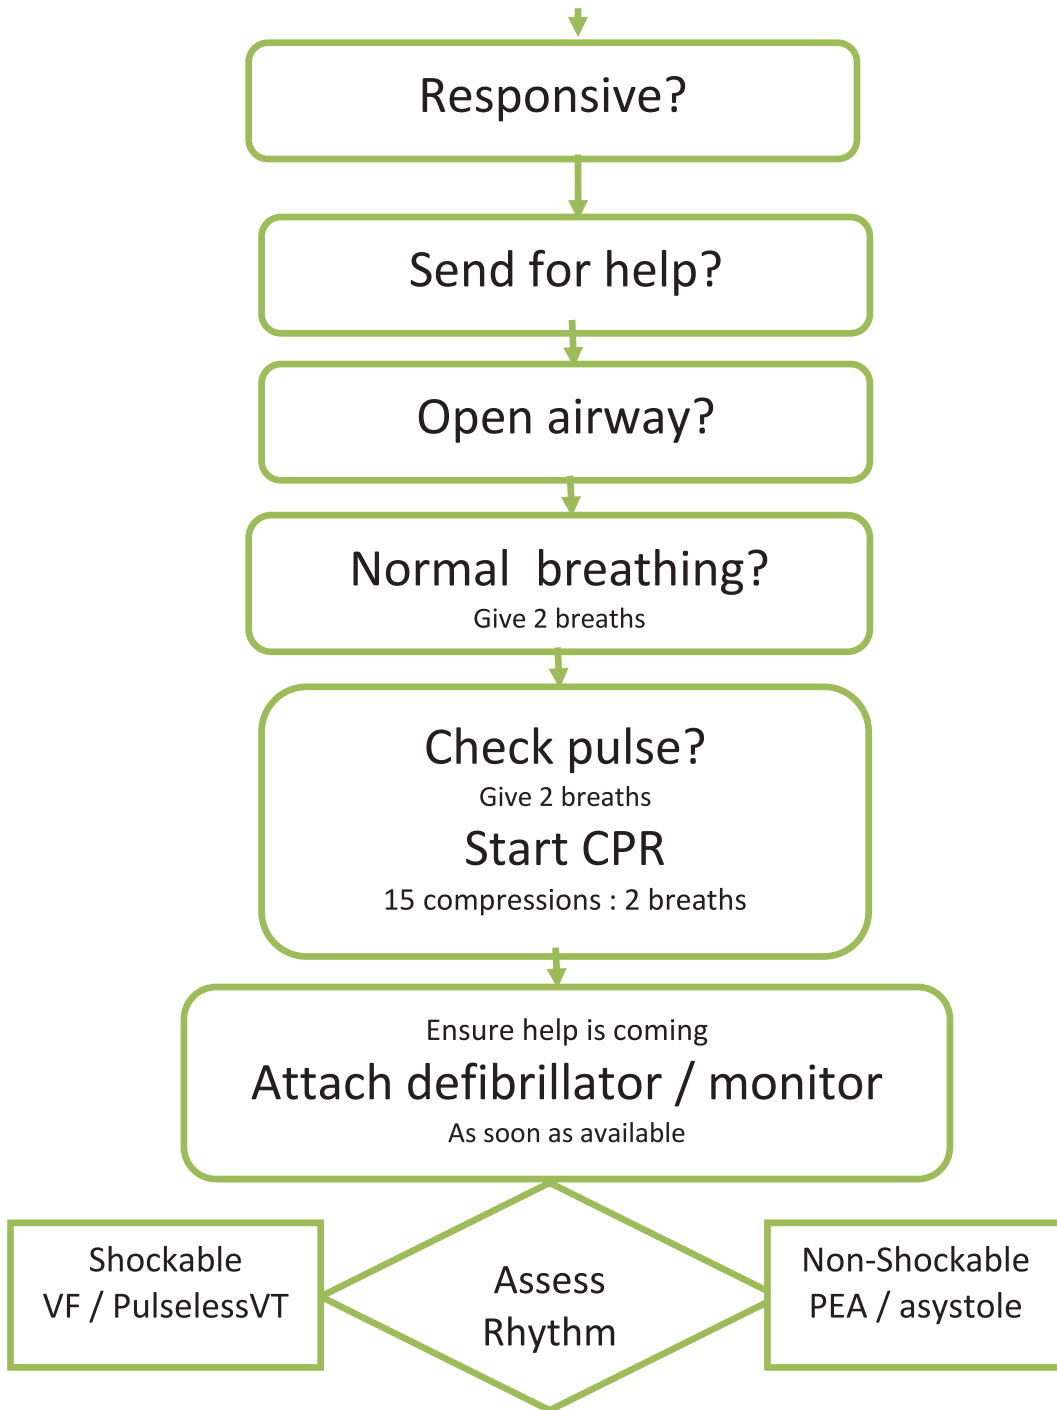 Responsive?
Send for help?
Open airway?
Normal  breathing?
Give 2 breaths
Check pulse?
Give 2 breaths
Start CPR
15 compressions : 2 breaths
Ensure help is coming
Attach defibrillator / monitor
As soon as available
Shockable
VF / PulselessVT
Assess
Rhythm
Non-Shockable
PEA / asystole